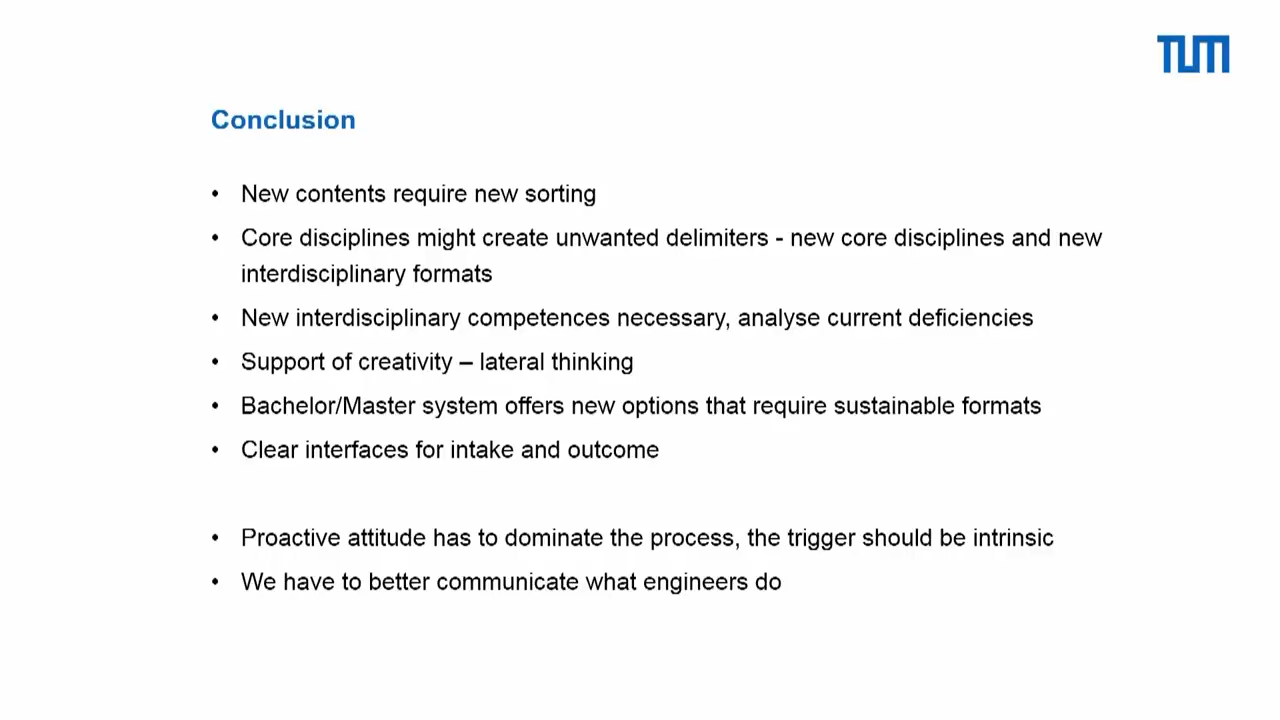 TUM
Conclusion
• New contents require new sorting
• Core disciplines might create unwanted delimiters - new core disciplines and new
interdisciplinary formats
• New interdisciplinary competences necessary, analyse current deficiencies
• Support of creativity – lateral thinking
• Bachelor/Master system offers new options that require sustainable formats
• Clear interfaces for intake and outcome
• Proactive attitude has to dominate the process, the trigger should be intrinsic
• We have to better communicate what engineers do